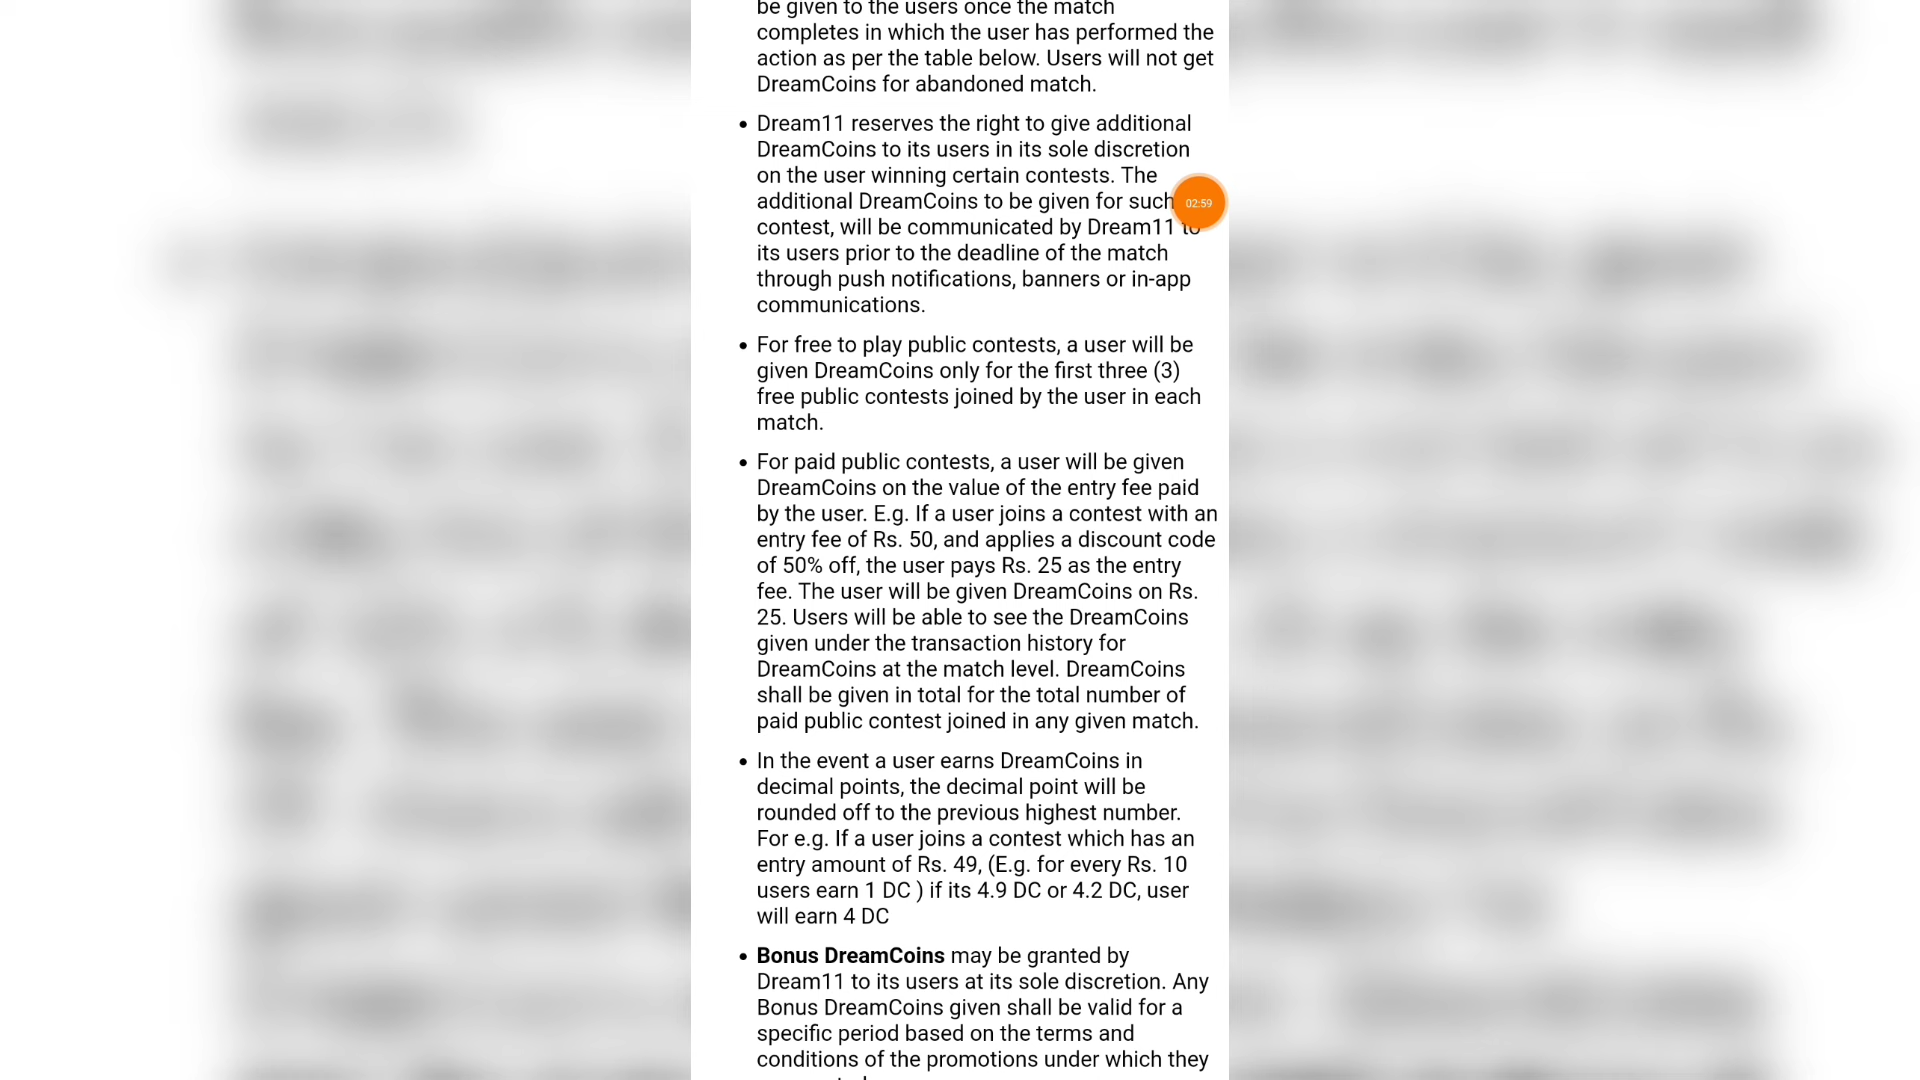 be given to the users once the match
completes in which the user has performed the
action as per the table below. Users will not get
DreamCoins for abandoned match.
• Dream11 reserves the right to give additional
DreamCoins to its users in its sole discretion
on the user winning certain contests. The
additional DreamCoins to be given for such
02:59
contest, will be communicated by Dream11 to
its users prior to the deadline of the match
through push notifications, banners or in-app
communications.
• For free to play public contests, a user will be
given DreamCoins only for the first three (3)
free public contests joined by the user in each
match.
• For paid public contests, a user will be given
DreamCoins on the value of the entry fee paid
by the user. E.g. If a user joins a contest with an
entry fee of Rs. 50, and applies a discount code
of 50% off, the user pays Rs. 25 as the entry
fee. The user will be given DreamCoins on Rs.
25. Users will be able to see the DreamCoins
given under the transaction history for
DreamCoins at the match level. DreamCoins
shall be given in total for the total number of
paid public contest joined in any given match.
• In the event a user earns DreamCoins in
decimal points, the decimal point will be
rounded off to the previous highest number.
For e.g. If a user joins a contest which has an
entry amount of Rs. 49, (E.g. for every Rs. 10
users earn 1 DC ) if its 4.9 DC or 4.2 DC, user
will earn 4 DC
• Bonus DreamCoins may be granted by
Dream11 to its users at its sole discretion. Any
Bonus DreamCoins given shall be valid for a
specific period based on the terms and
conditions of the promotions under which they